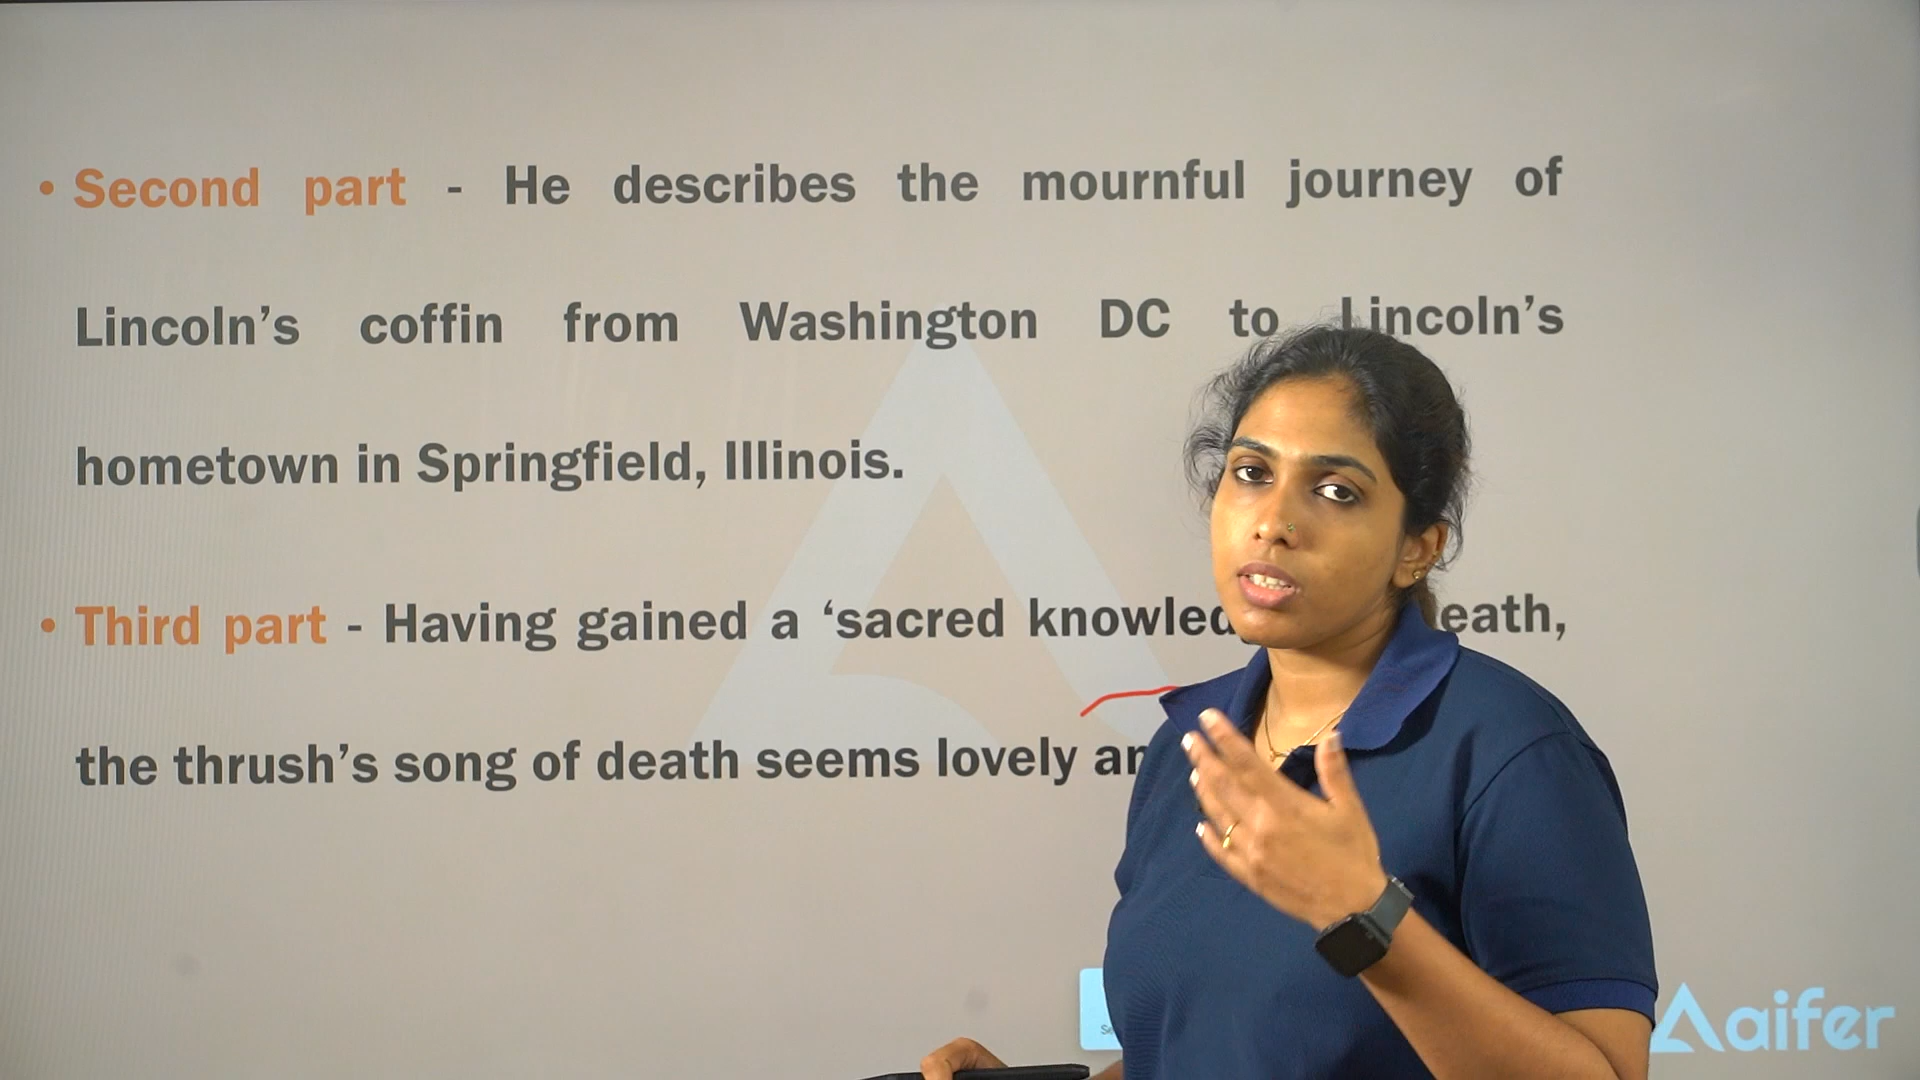 • Second part - He describes the mournful journey of
Lincoln’s coffin from Washington DC to Lincoln’s
hometown in Springfield, Illinois.
• Third part - Having gained a ‘sacred death,
the thrush’s song of death seems lovely
aifer